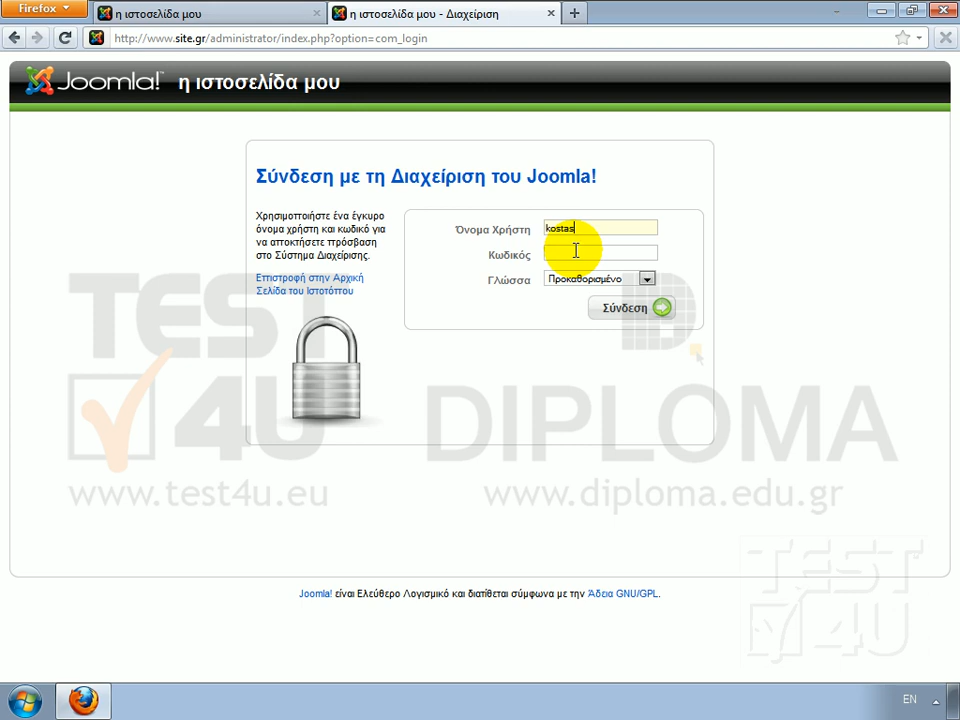 Firefox
η ιστοσελίδα μου
η ιστοσελίδα μου - Διαχείριση
http://www.site.gr/administrator/index.php?option=com_login
Joomla! η ιστοσελίδα μου
Σύνδεση με τη Διαχείριση του Joomla!
Χρησιμοποιήστε ένα έγκυρο
όνομα χρήστη και κωδικό για
να αποκτήσετε πρόσβαση
στο Σύστημα Διαχείρισης.
Επιστροφή στην Αρχική
Σελίδα του Ιστοτόπου
Όνομα Χρήστη kostas
Κωδικός
Γλώσσα Προκαθορισμένο
Σύνδεση
TEST
4U
www.test4u.eu
D
DIPLOMA
www.diploma.edu.gr
TEST
4U
Joomla! είναι Ελεύθερο Λογισμικό και διατίθεται σύμφωνα με την Άδεια GNU/GPL.
EN